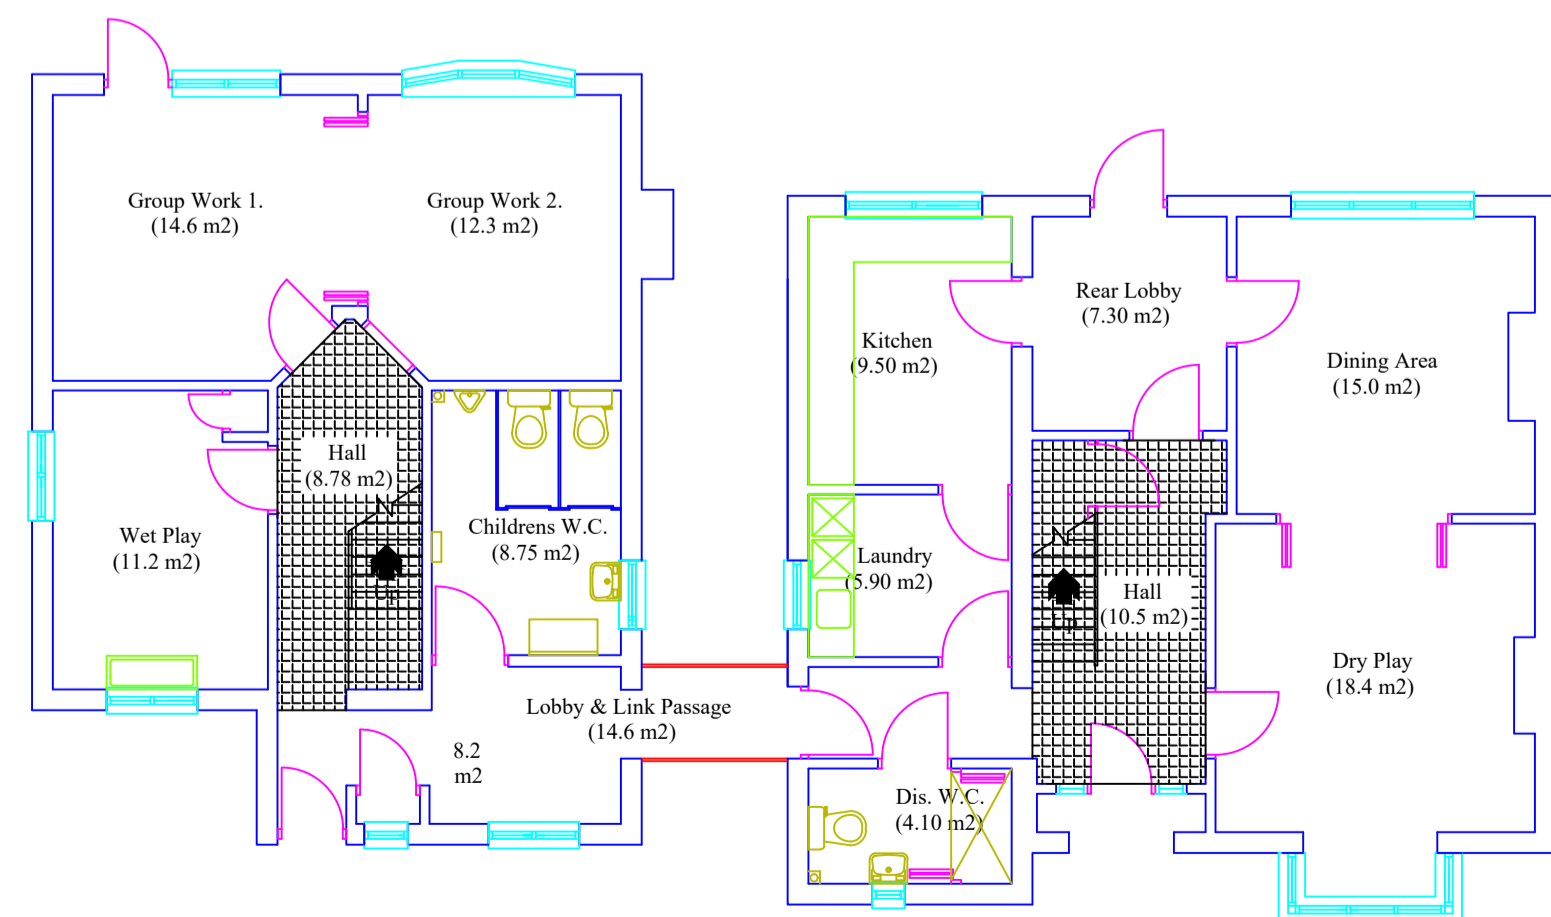 Group Work 1.
(14.6 m2)
Group Work 2.
(12.3 m2)
Rear Lobby
(7.30 m2)
Kitchen
(9.50 m2)
Dining Area
(15.0 m2)
Hall
(8.78 m2)
Wet Play
(11.2 m2)
Childrens W.C.
(8.75 m2)
Up
Laundry
(5.90 m2)
Up
Hall
(10.5 m2)
Dry Play
(18.4 m2)
Lobby & Link Passage
(14.6 m2)
8.2
m2
Dis. W.C.
(4.10 m2)